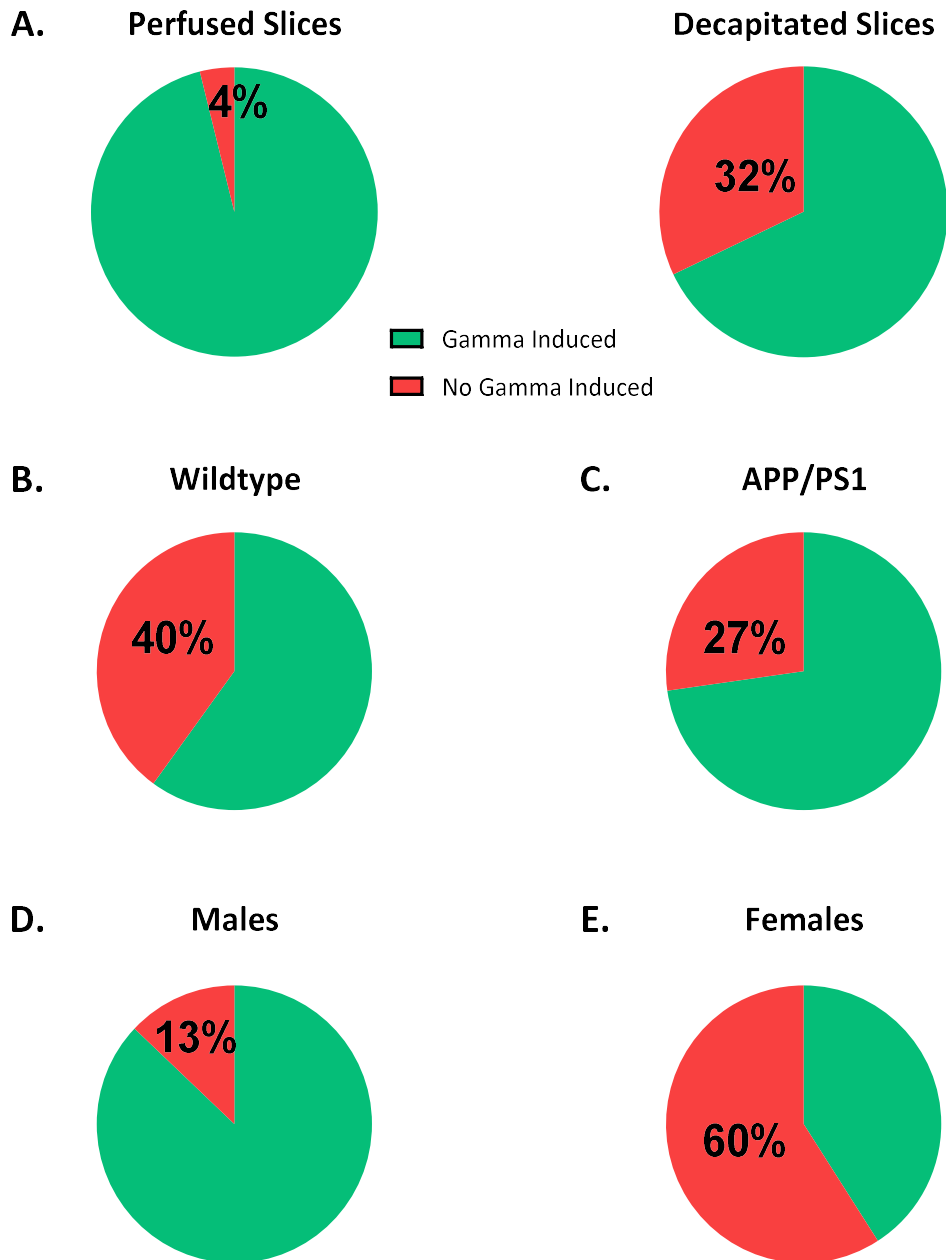 A. Perfused Slices
Decapitated Slices
4%
32%
Gamma Induced
No Gamma Induced
B. Wildtype
C. APP/PS1
40%
27%
D. Males
E. Females
13%
60%